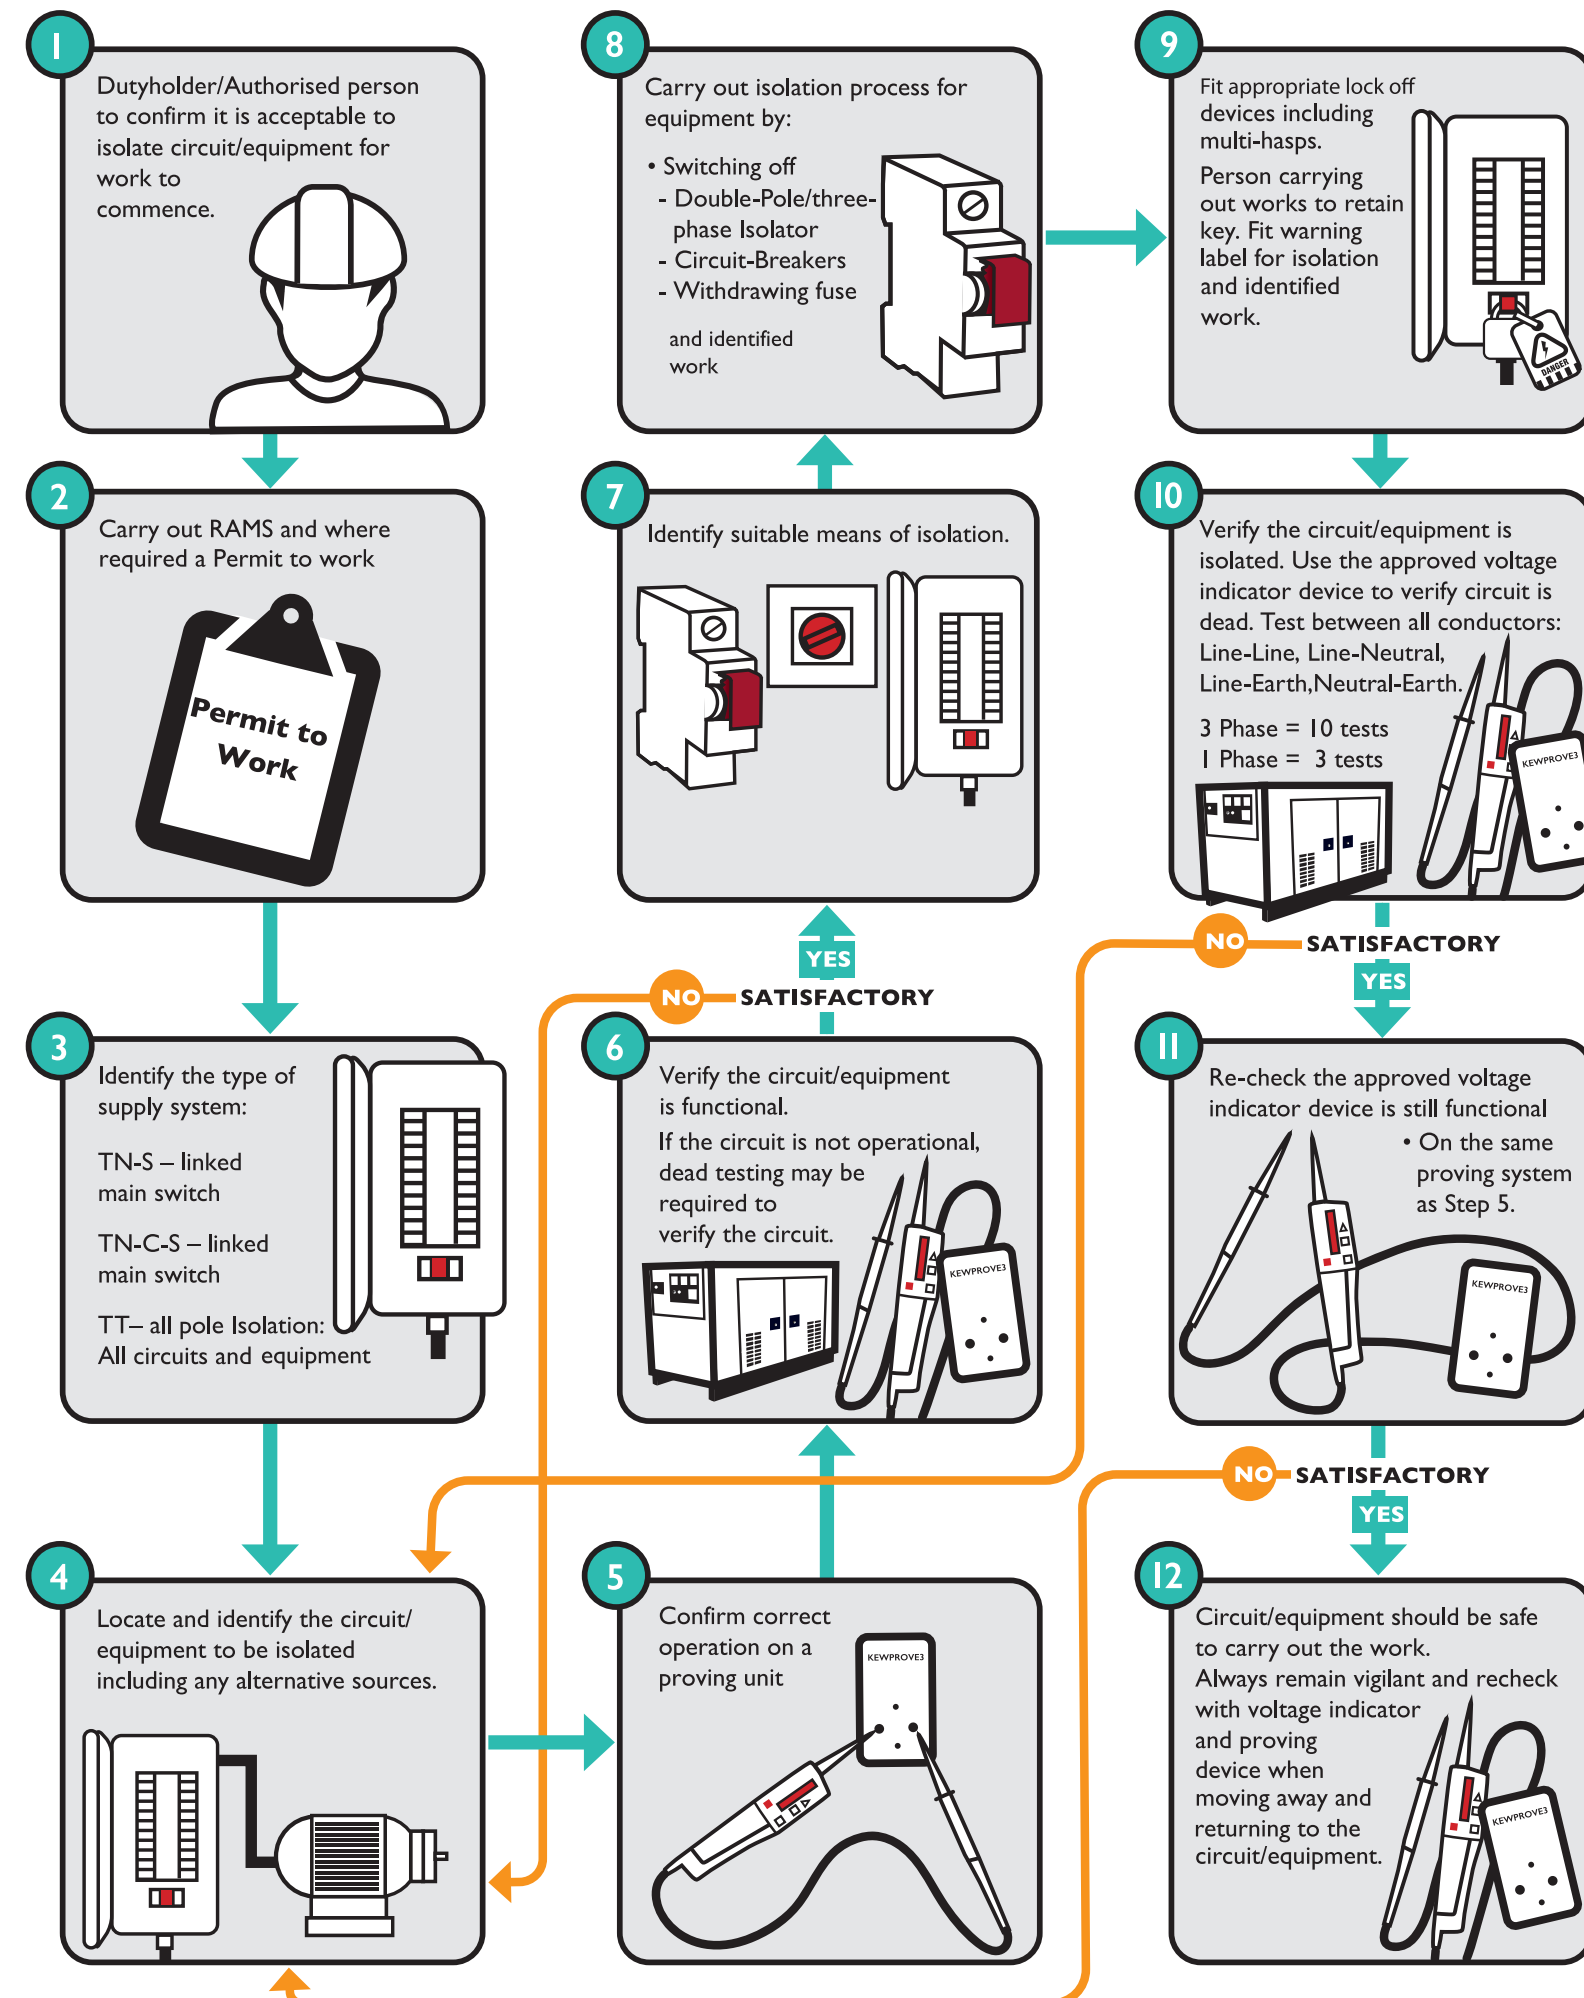 1
Dutyholder/Authorised person
to confirm it is acceptable to
isolate circuit/equipment for
work to
commence.
2
Carry out RAMS and where
required a Permit to work
Permit to
Work
3
Identify the type of
supply system:
TN-S – linked
main switch
TN-C-S – linked
main switch
TT– all pole Isolation:
All circuits and equipment
4
Locate and identify the circuit/
equipment to be isolated
including any alternative sources.
5
Confirm correct
operation on a
proving unit
KEWPROVE3
6
Verify the circuit/equipment
is functional.
If the circuit is not operational,
dead testing may be
required to
verify the circuit.
KEWPROVE3
NO
SATISFACTORY
YES
7
Identify suitable means of isolation.
8
Carry out isolation process for
equipment by:
• Switching off
- Double-Pole/three-
phase Isolator
- Circuit-Breakers
- Withdrawing fuse
and identified
work
9
Fit appropriate lock off
devices including
multi-hasps.
Person carrying
out works to retain
key. Fit warning
label for isolation
and identified
work.
DANGER
10
Verify the circuit/equipment is
isolated. Use the approved voltage
indicator device to verify circuit is
dead. Test between all conductors:
Line-Line, Line-Neutral,
Line-Earth,Neutral-Earth.
3 Phase = 10 tests
1 Phase = 3 tests
KEWPROVE3
NO
SATISFACTORY
YES
11
Re-check the approved voltage
indicator device is still functional
• On the same
proving system
as Step 5.
KEWPROVE3
NO
SATISFACTORY
YES
12
Circuit/equipment should be safe
to carry out the work.
Always remain vigilant and recheck
with voltage indicator
and proving
device when
moving away and
returning to the
circuit/equipment.
KEWPROVE3